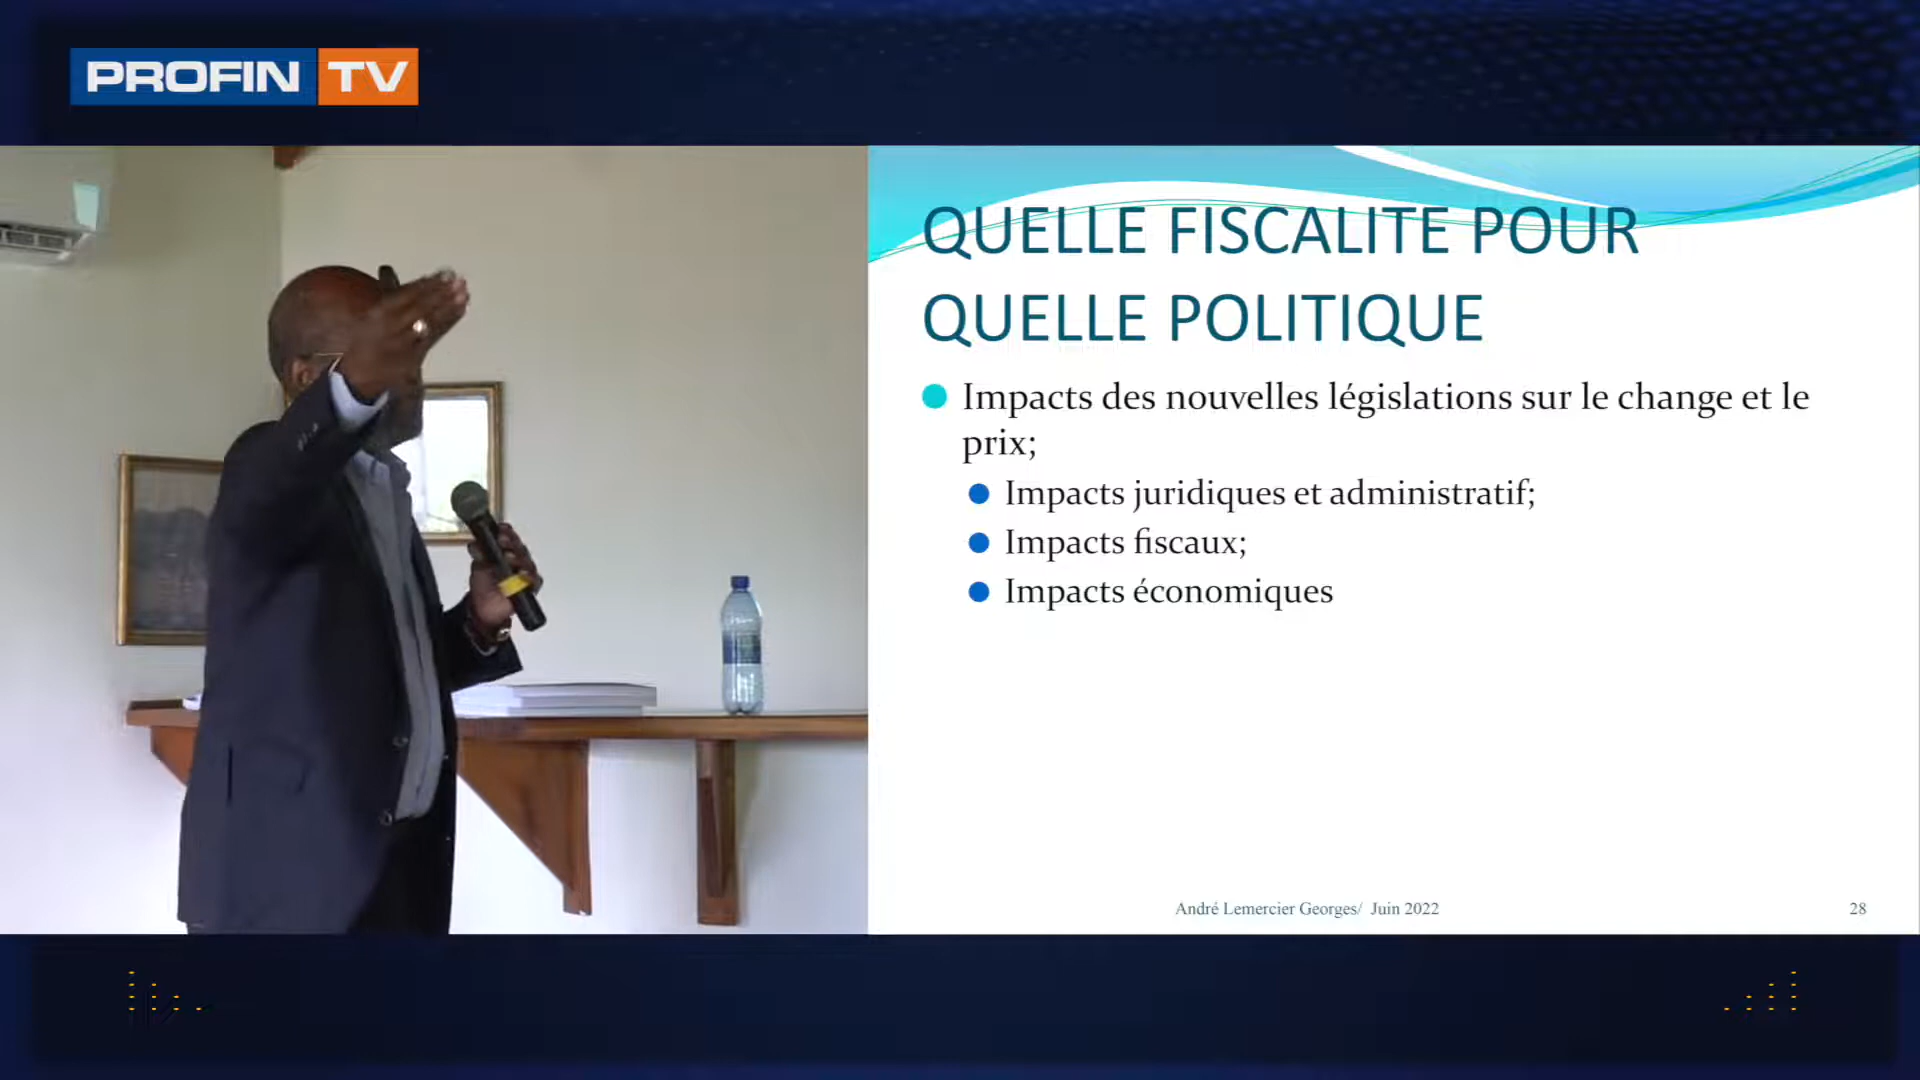 PROFIN TV
QUELLE FISCALITE POUR
QUELLE POLITIQUE
Impacts des nouvelles législations sur le change et le
prix;
Impacts juridiques et administratif;
Impacts fiscaux;
Impacts économiques
André Lemercier Georges/ Juin 2022
28